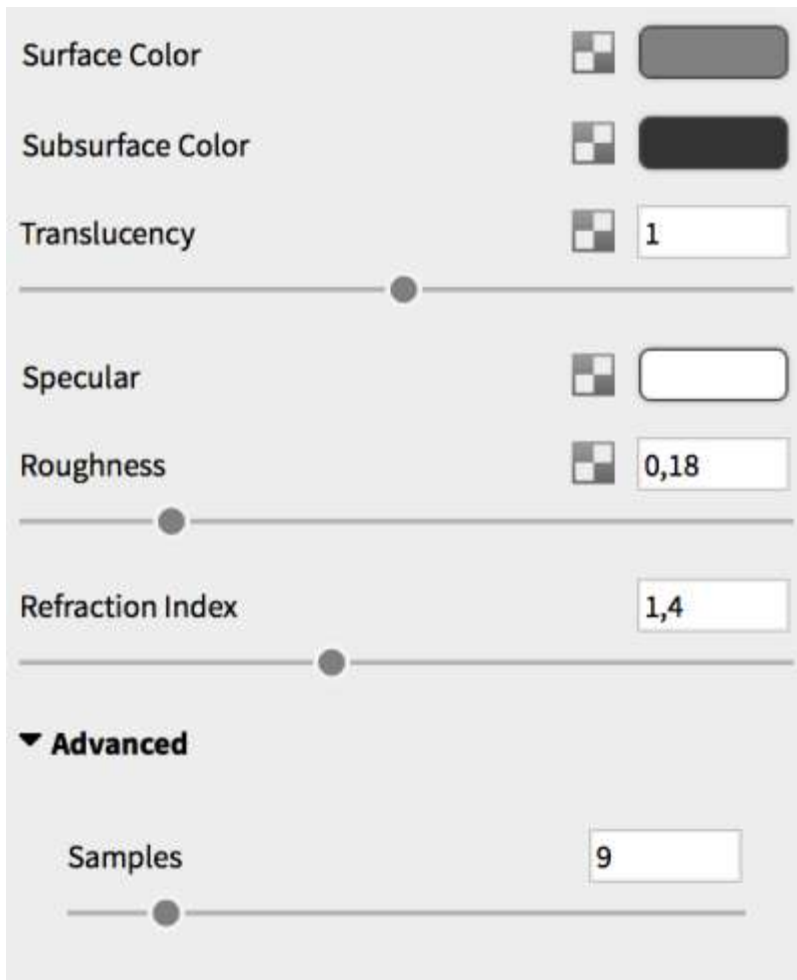 Surface Color
Subsurface Color
Translucency 1
Specular
Roughness 0,18
Refraction Index 1,4
Advanced
Samples 9